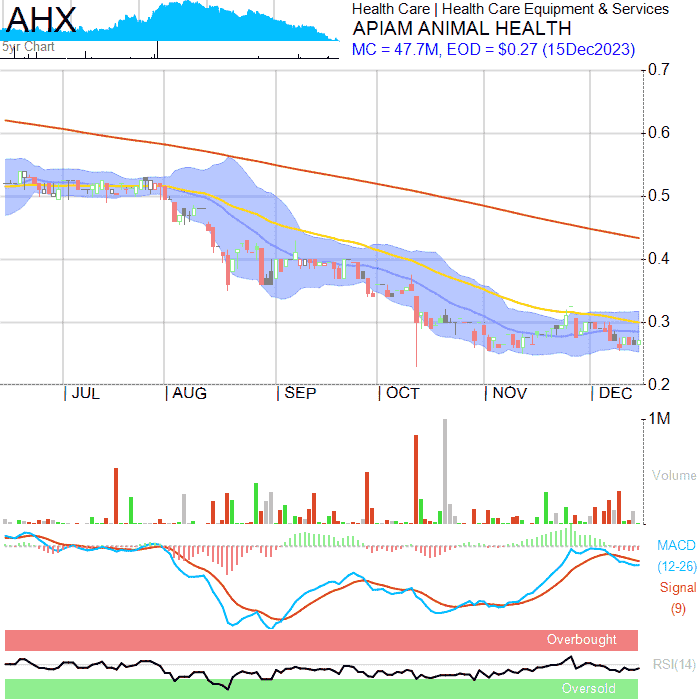 AHX
5yr Chart
Health Care | Health Care Equipment & Services
APIAM ANIMAL HEALTH
MC = 47.7M, EOD = $0.27 (15Dec2023)
0.7
0.6
0.5
0.4
0.3
0.2
| JUL | AUG | SEP | OCT | NOV | DEC
1M
Volume
MACD
(12-26)
Signal
(9)
Overbought
RSI(14)
Oversold